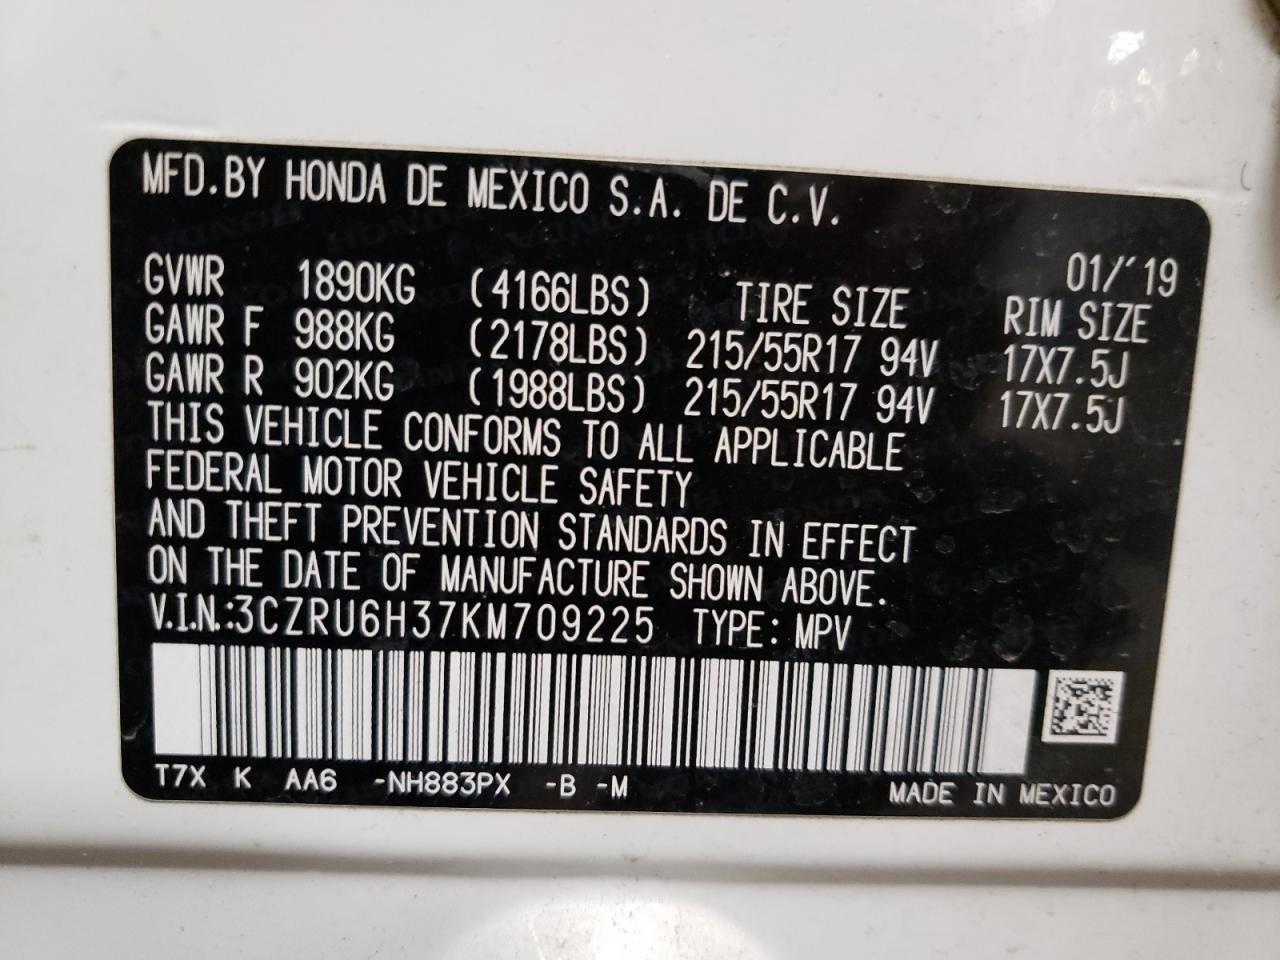 MFD.BY HONDA DE MEXICO S.A. DE C.V.
01/'19
GVWR 1890KG (4166LBS) TIRE SIZE RIM SIZE
GAWR F 988KG (2178LBS) 215/55R17 94V 17X7.5J
GAWR R 902KG (1988LBS) 215/55R17 94V 17X7.5J
THIS VEHICLE CONFORMS TO ALL APPLICABLE
FEDERAL MOTOR VEHICLE SAFETY
AND THEFT PREVENTION STANDARDS IN EFFECT
ON THE DATE OF MANUFACTURE SHOWN ABOVE.
V.I.N.:3CZRU6H37KM709225 TYPE: MPV
T7X K AA6 -NH883PX -B -M MADE IN MEXICO